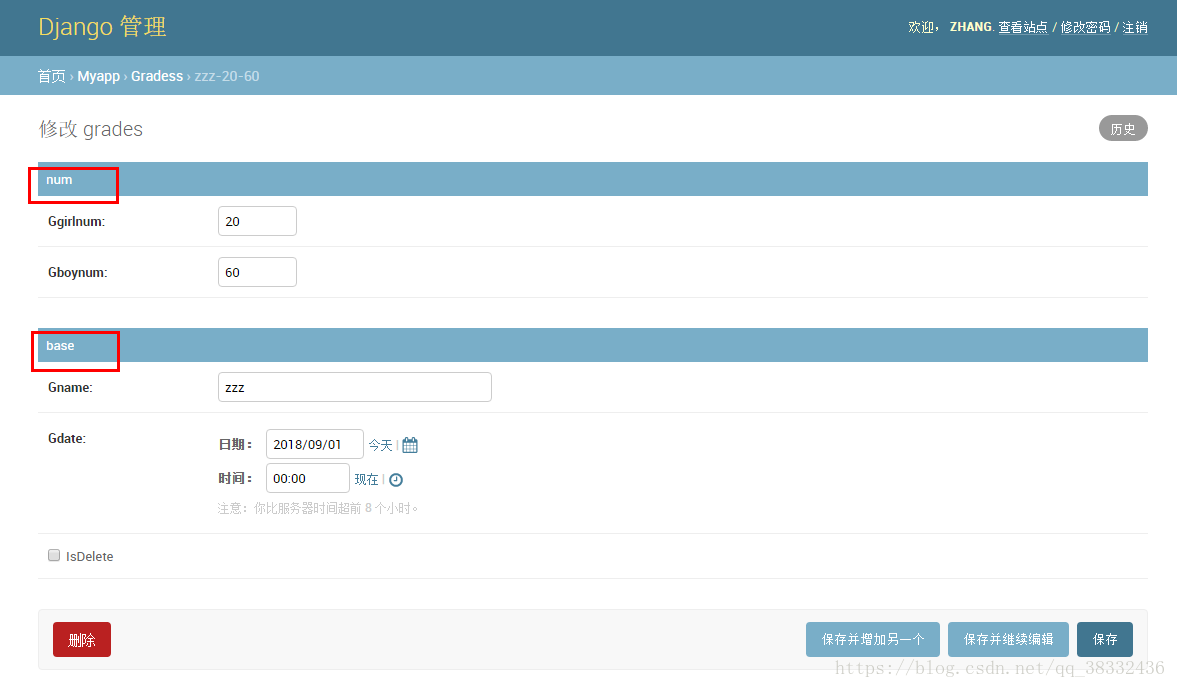 Django 管理
欢迎， ZHANG. 查看站点 / 修改密码 / 注销
首页 › Myapp › Gradess › zzz-20-60
修改 grades
历史
num
Ggirlnum: 20
Gboynum: 60
base
Gname: zzz
Gdate: 日期： 2018/09/01 今天 |
时间： 00:00 现在 |
注意：你比服务器时间超前 8 个小时。
IsDelete
删除 保存并增加另一个 保存并继续编辑 保存
https://blog.csdn.net/qq_38332436